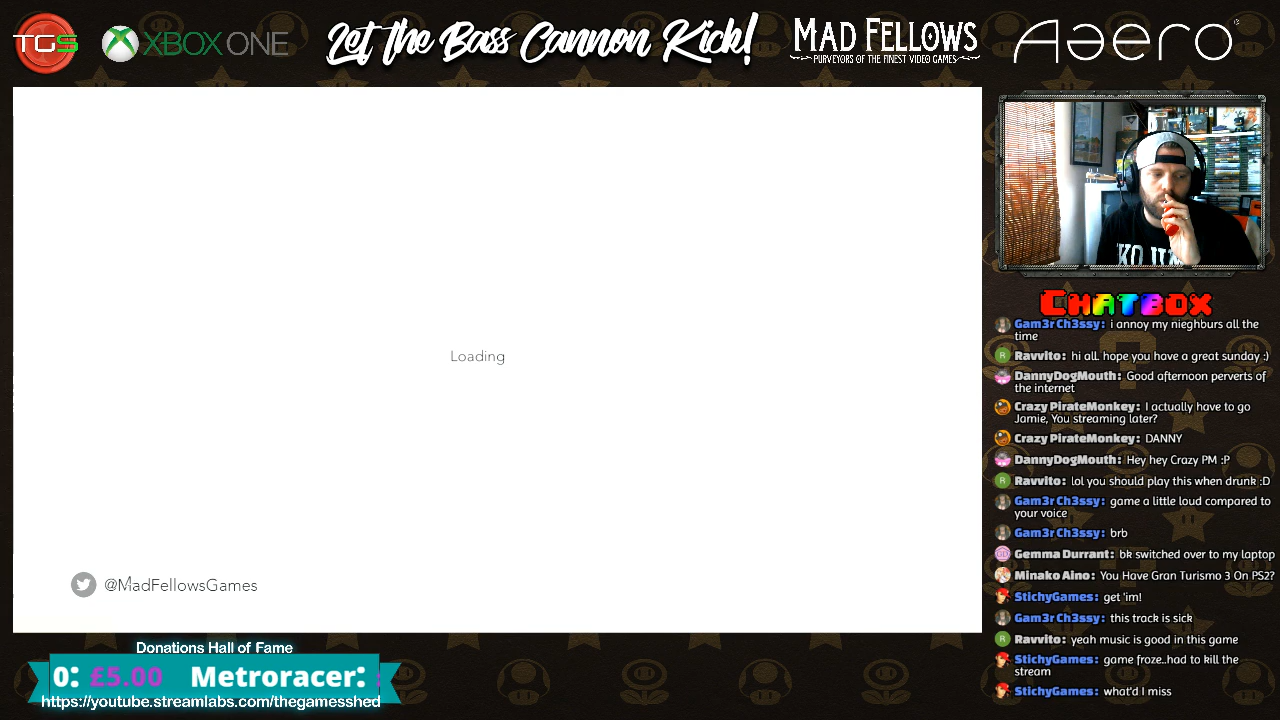 TGS
XBOX ONE
Let the Bass Cannon Kick!
MAD FELLOWS
PURVEYORS OF THE FINEST VIDEO GAMES
Aaero
Loading
@MadFellowsGames
Donations Hall of Fame
0: £5.00 Metroracer:
https://youtube.streamlabs.com/thegamesshed
CHATBOX
Gam3r Ch3ssy: i annoy my nieghburs all the
time
Ravvito: hi all. hope you have a great sunday :)
DannyDogMouth: Good afternoon perverts of
the internet
Crazy PirateMonkey: I actually have to go
Jamie, You streaming later?
Crazy PirateMonkey: DANNY
DannyDogMouth: Hey hey Crazy PM :P
Ravvito: lol you should play this when drunk :D
Gam3r Ch3ssy: game a little loud compared to
your voice
Gam3r Ch3ssy: brb
Gemma Durrant: bk switched over to my laptop
Minako Aino: You Have Gran Turismo 3 On PS2?
StichyGames: get 'im!
Gam3r Ch3ssy: this track is sick
Ravvito: yeah music is good in this game
StichyGames: game froze..had to kill the
stream
StichyGames: what'd I miss